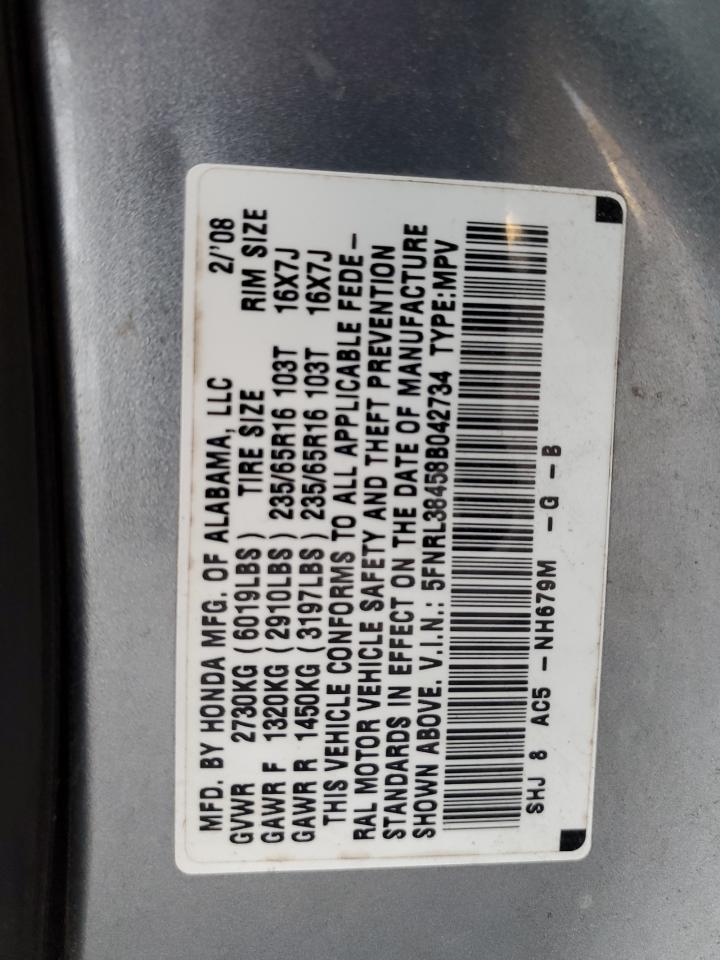 MFD. BY HONDA MFG. OF ALABAMA, LLC 2/'08
GVWR 2730KG (6019LBS) TIRE SIZE RIM SIZE
GAWR F 1320KG (2910LBS) 235/65R16 103T 16X7J
GAWR R 1450KG (3197LBS) 235/65R16 103T 16X7J
THIS VEHICLE CONFORMS TO ALL APPLICABLE FEDE-
RAL MOTOR VEHICLE SAFETY AND THEFT PREVENTION
STANDARDS IN EFFECT ON THE DATE OF MANUFACTURE
SHOWN ABOVE. V.I.N.: 5FNRL38458B042734 TYPE:MPV
SHJ 8 AC5 -NH679M -G -B